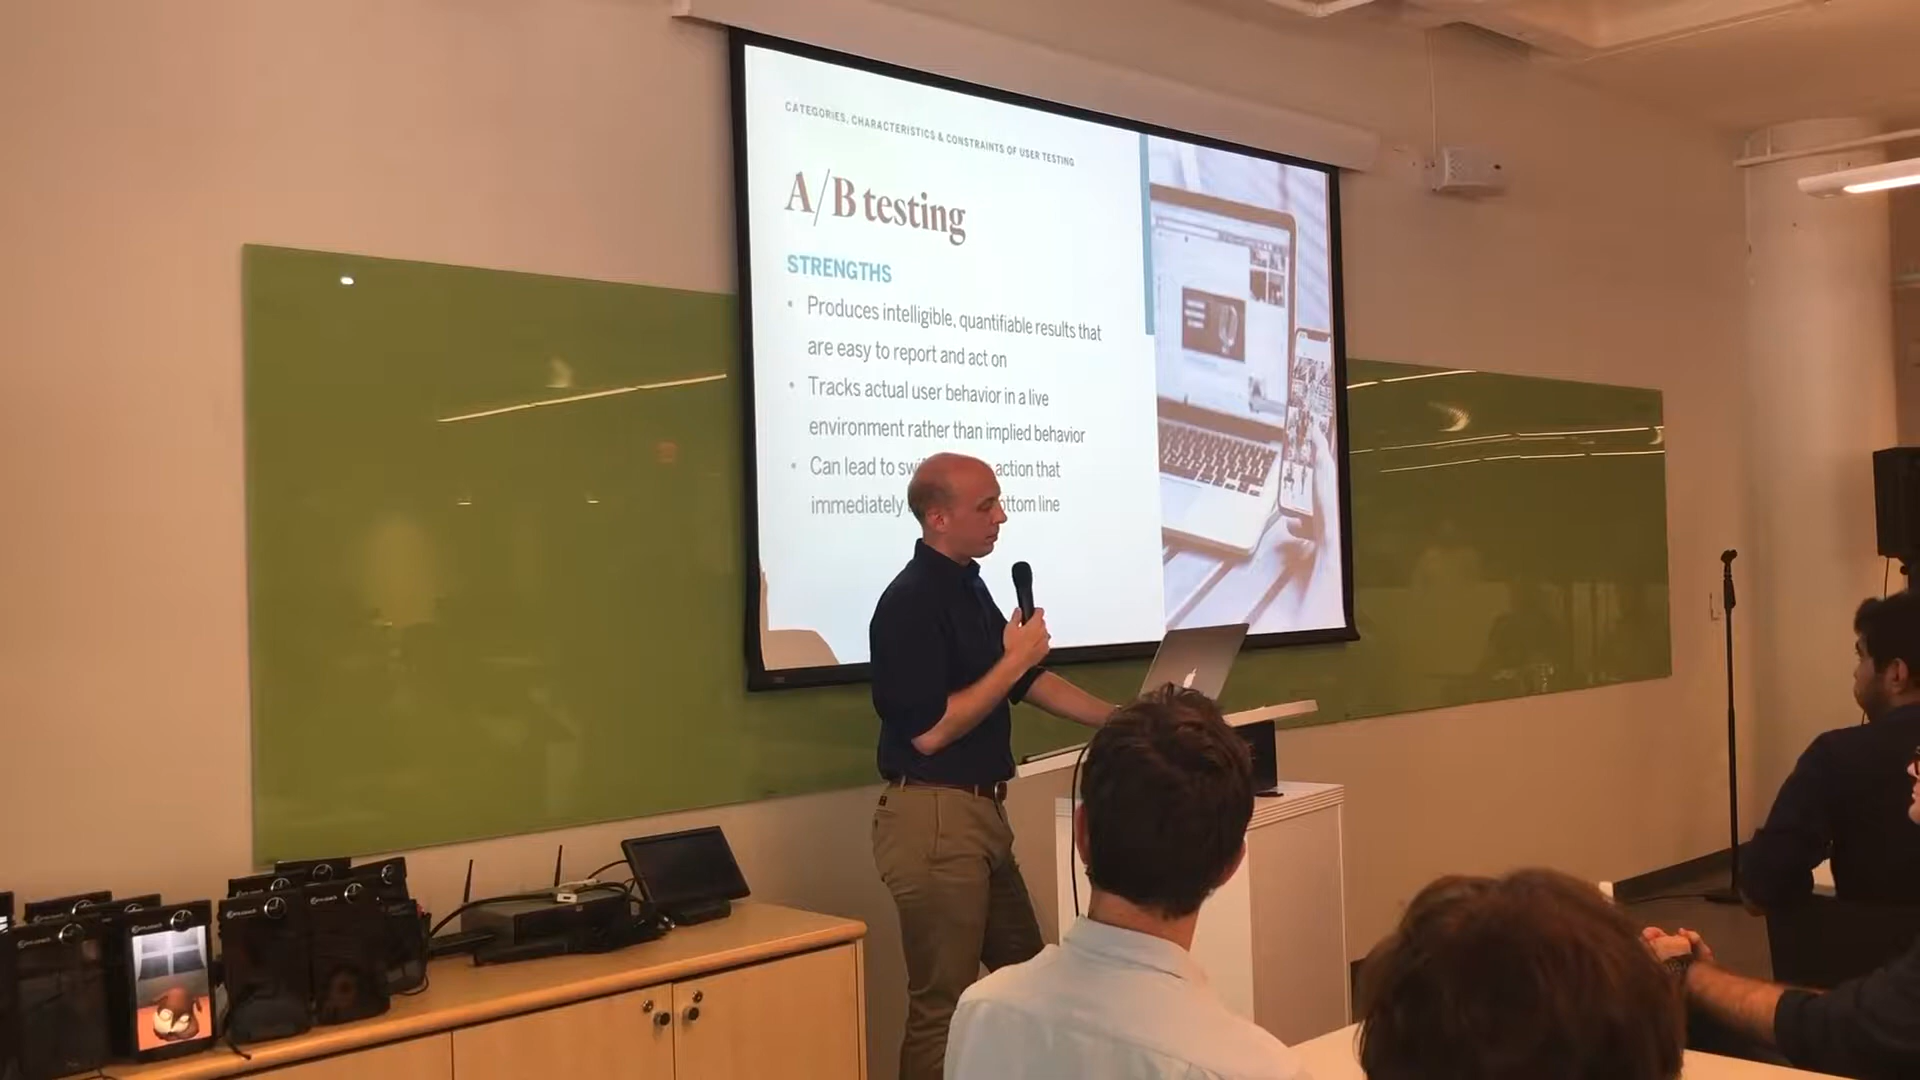 CATEGORIES, CHARACTERISTICS & CONSTRAINTS OF USER TESTING
A/B testing
STRENGTHS
• Produces intelligible, quantifiable results that
are easy to report and act on
• Tracks actual user behavior in a live
environment rather than implied behavior
• Can lead to action that
immediately bottom line